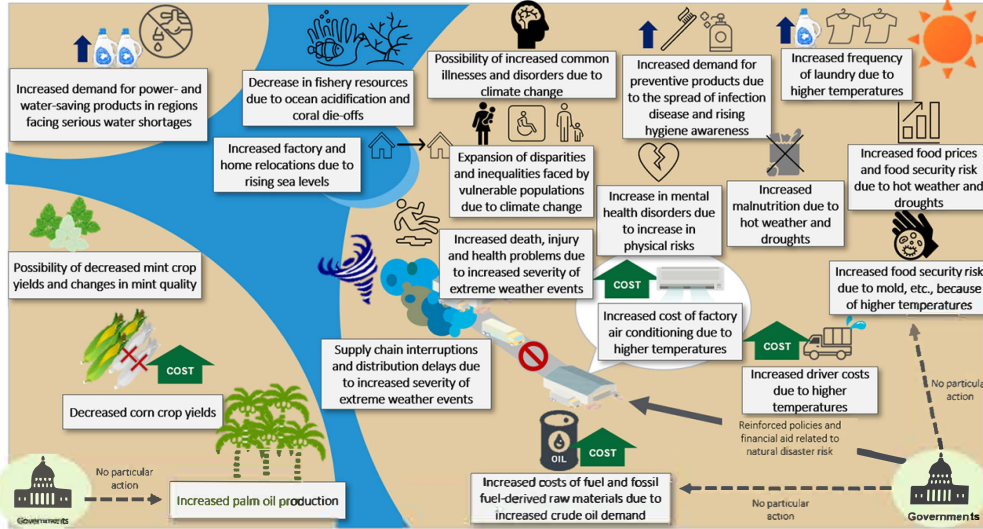 Increased demand for power- and
water-saving products in regions
facing serious water shortages
Decrease in fishery resources
due to ocean acidification and
coral die-offs
Possibility of increased common
illnesses and disorders due to
climate change
Increased demand for
preventive products due
to the spread of infection
disease and rising
hygiene awareness
Increased frequency
of laundry due to
higher temperatures
Increased factory and
home relocations due to
rising sea levels
Expansion of disparities
and inequalities faced by
vulnerable populations
due to climate change
Increase in mental
health disorders due
to increase in
physical risks
Increased
malnutrition due to
hot weather and
droughts
Increased food prices
and food security risk
due to hot weather and
droughts
Possibility of decreased mint crop
yields and changes in mint quality
Increased death, injury
and health problems due
to increased severity of
extreme weather events
Increased food security risk
due to mold, etc., because
of higher temperatures
COST
Increased cost of factory
air conditioning due to
higher temperatures
Supply chain interruptions
and distribution delays due
to increased severity of
extreme weather events
COST
Increased driver costs
due to higher
temperatures
COST
Decreased corn crop yields
No particular
action
Reinforced policies and
financial aid related to
natural disaster risk
OIL
COST
No particular
action
Increased palm oil production
Governments
Increased costs of fuel and fossil
fuel-derived raw materials due to
increased crude oil demand
No particular
action
Governments